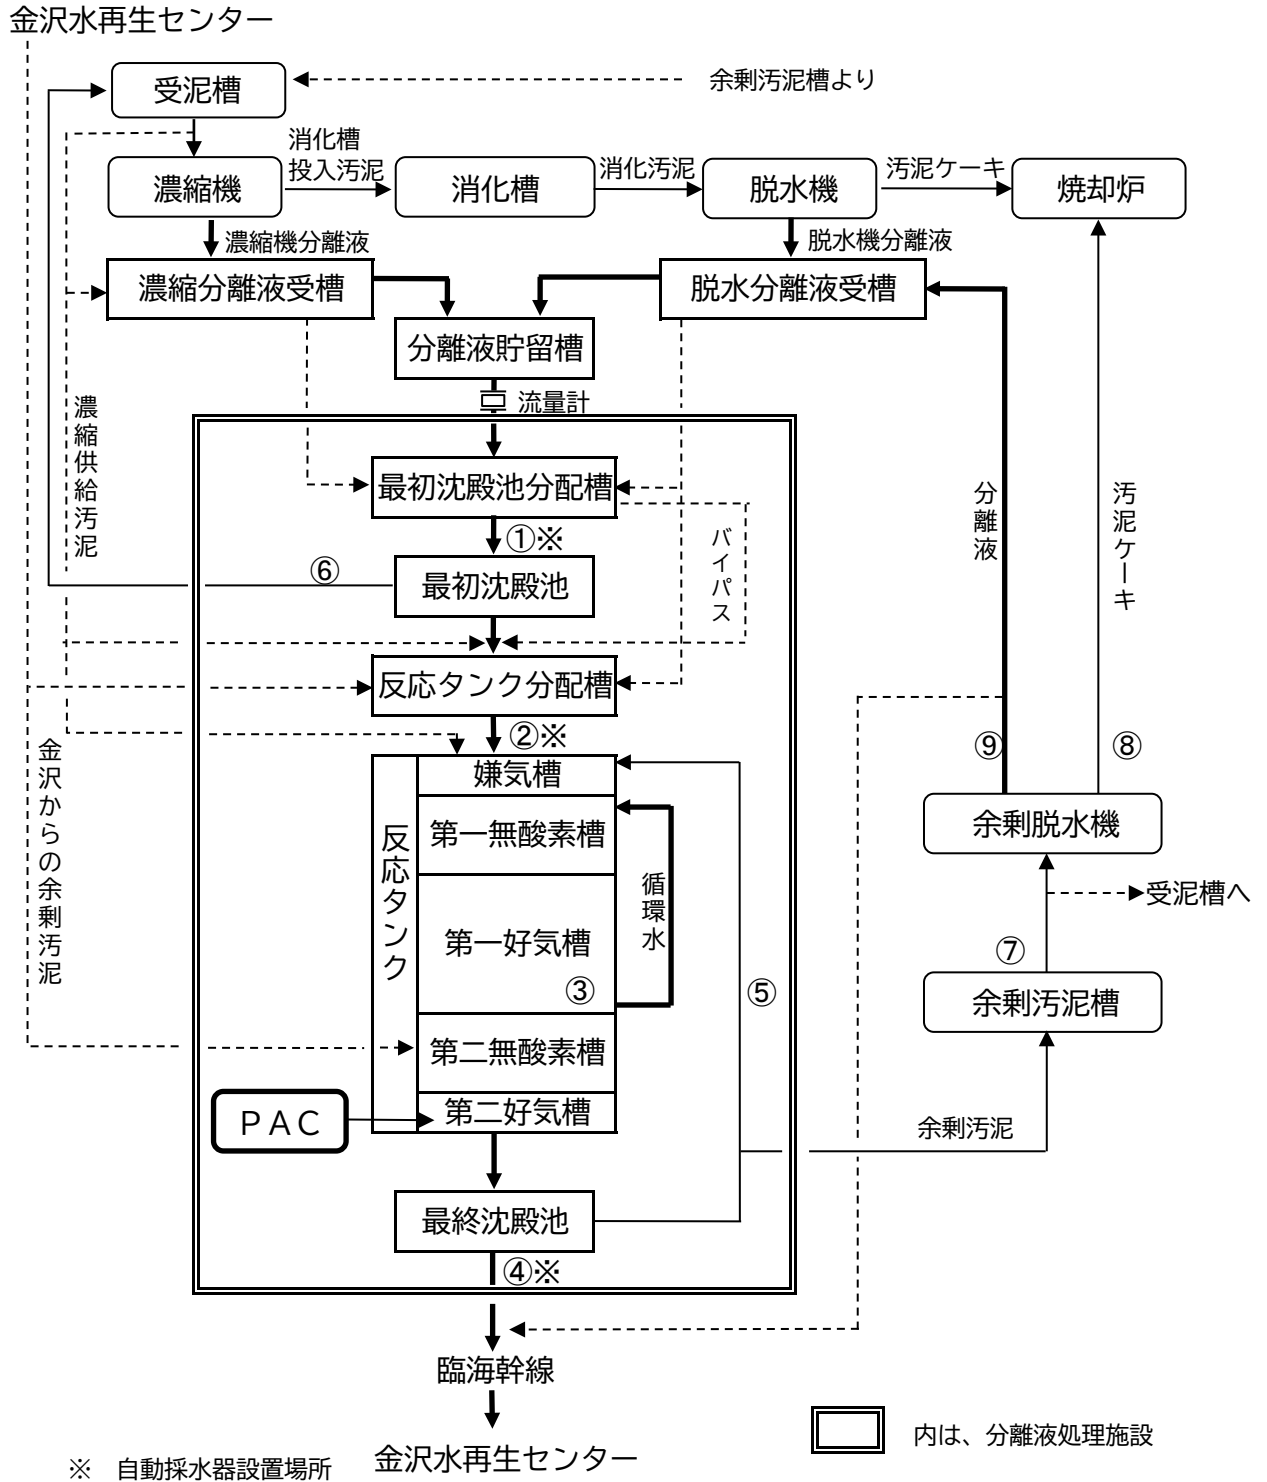 金沢水再生センター
受泥槽
余剰汚泥槽より
消化槽
投入汚泥
消化汚泥
汚泥ケーキ
濃縮機
消化槽
脱水機
焼却炉
濃縮機分離液
脱水機分離液
濃縮分離液受槽
脱水分離液受槽
分離液貯留槽
流量計
濃縮供給汚泥
最初沈殿池分配槽
分離液
汚泥ケーキ
①※
バイパス
⑥
最初沈殿池
反応タンク分配槽
②※
⑨
⑧
金沢からの余剰汚泥
嫌気槽
反応タンク
第一無酸素槽
余剰脱水機
循環水
受泥槽へ
第一好気槽
⑦
③
⑤
余剰汚泥槽
第二無酸素槽
PAC
第二好気槽
余剰汚泥
最終沈殿池
④※
臨海幹線
金沢水再生センター
内は、分離液処理施設
※ 自動採水器設置場所